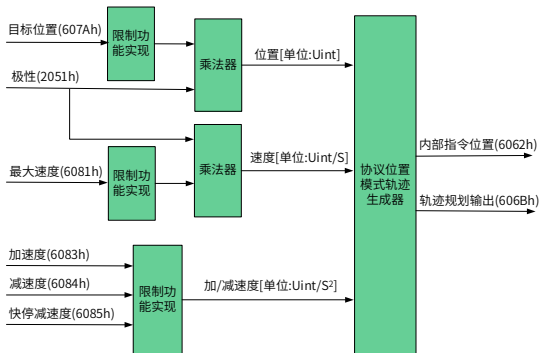 目标位置(607Ah)
限制功
能实现
乘法器
位置[单位:Uint]
极性(2051h)
最大速度(6081h)
限制功
能实现
乘法器
速度[单位:Uint/S]
协议位置
模式轨迹
生成器
内部指令位置(6062h)
轨迹规划输出(606Bh)
加速度(6083h)
减速度(6084h)
快停减速度(6085h)
限制功
能实现
加/减速度[单位:Uint/S²]